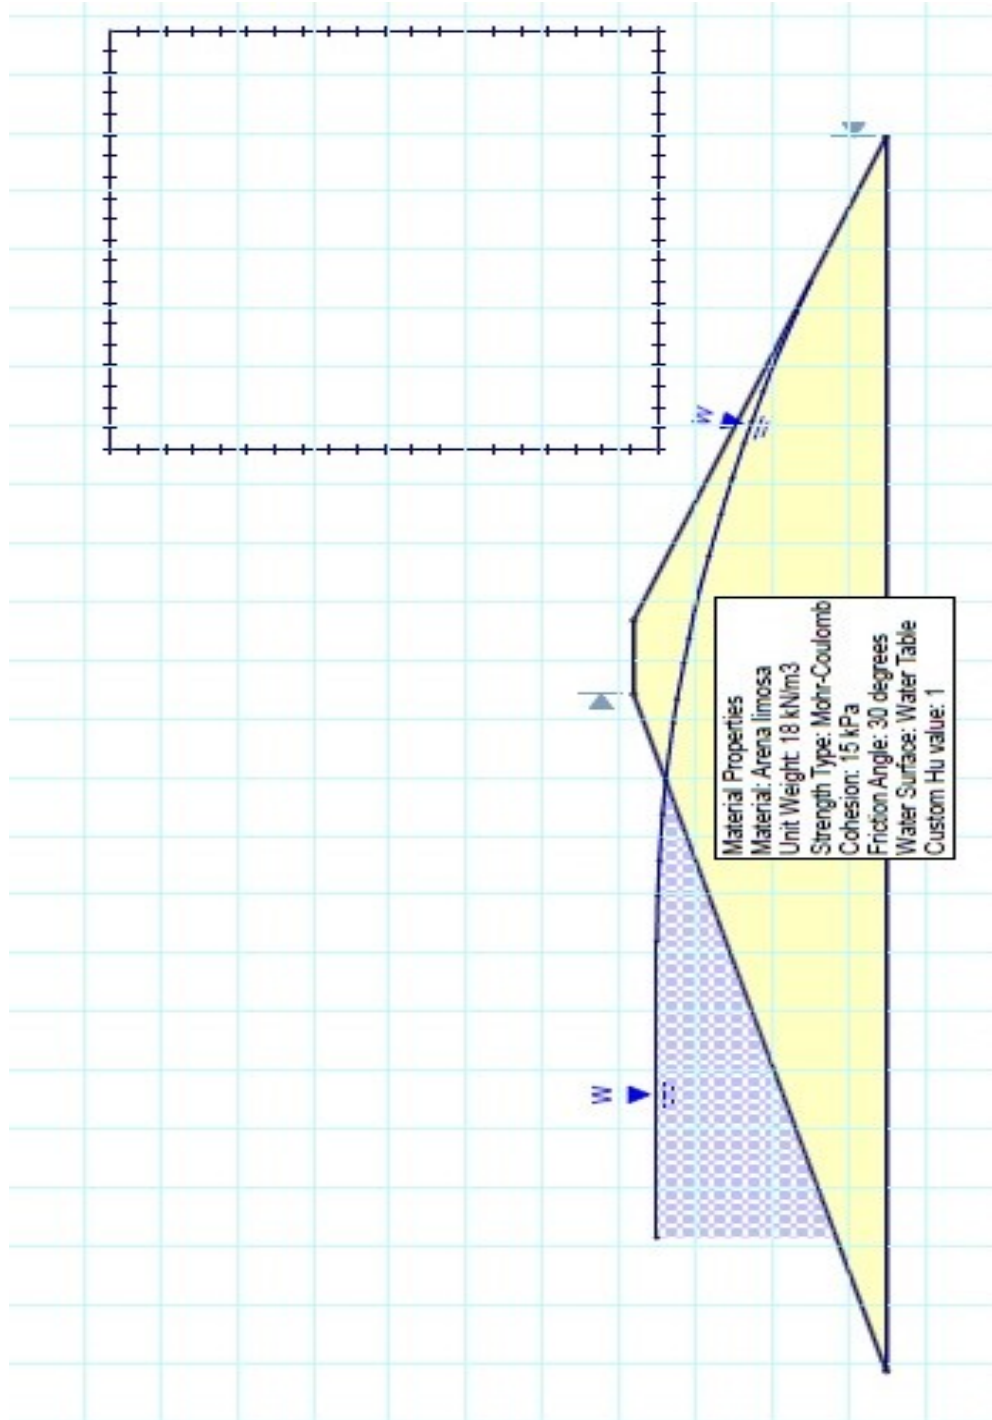 W
W
Material Properties
Material: Arena limosa
Unit Weight: 18 kN/m3
Strength Type: Mohr-Coulomb
Cohesion: 15 kPa
Friction Angle: 30 degrees
Water Surface: Water Table
Custom Hu value: 1